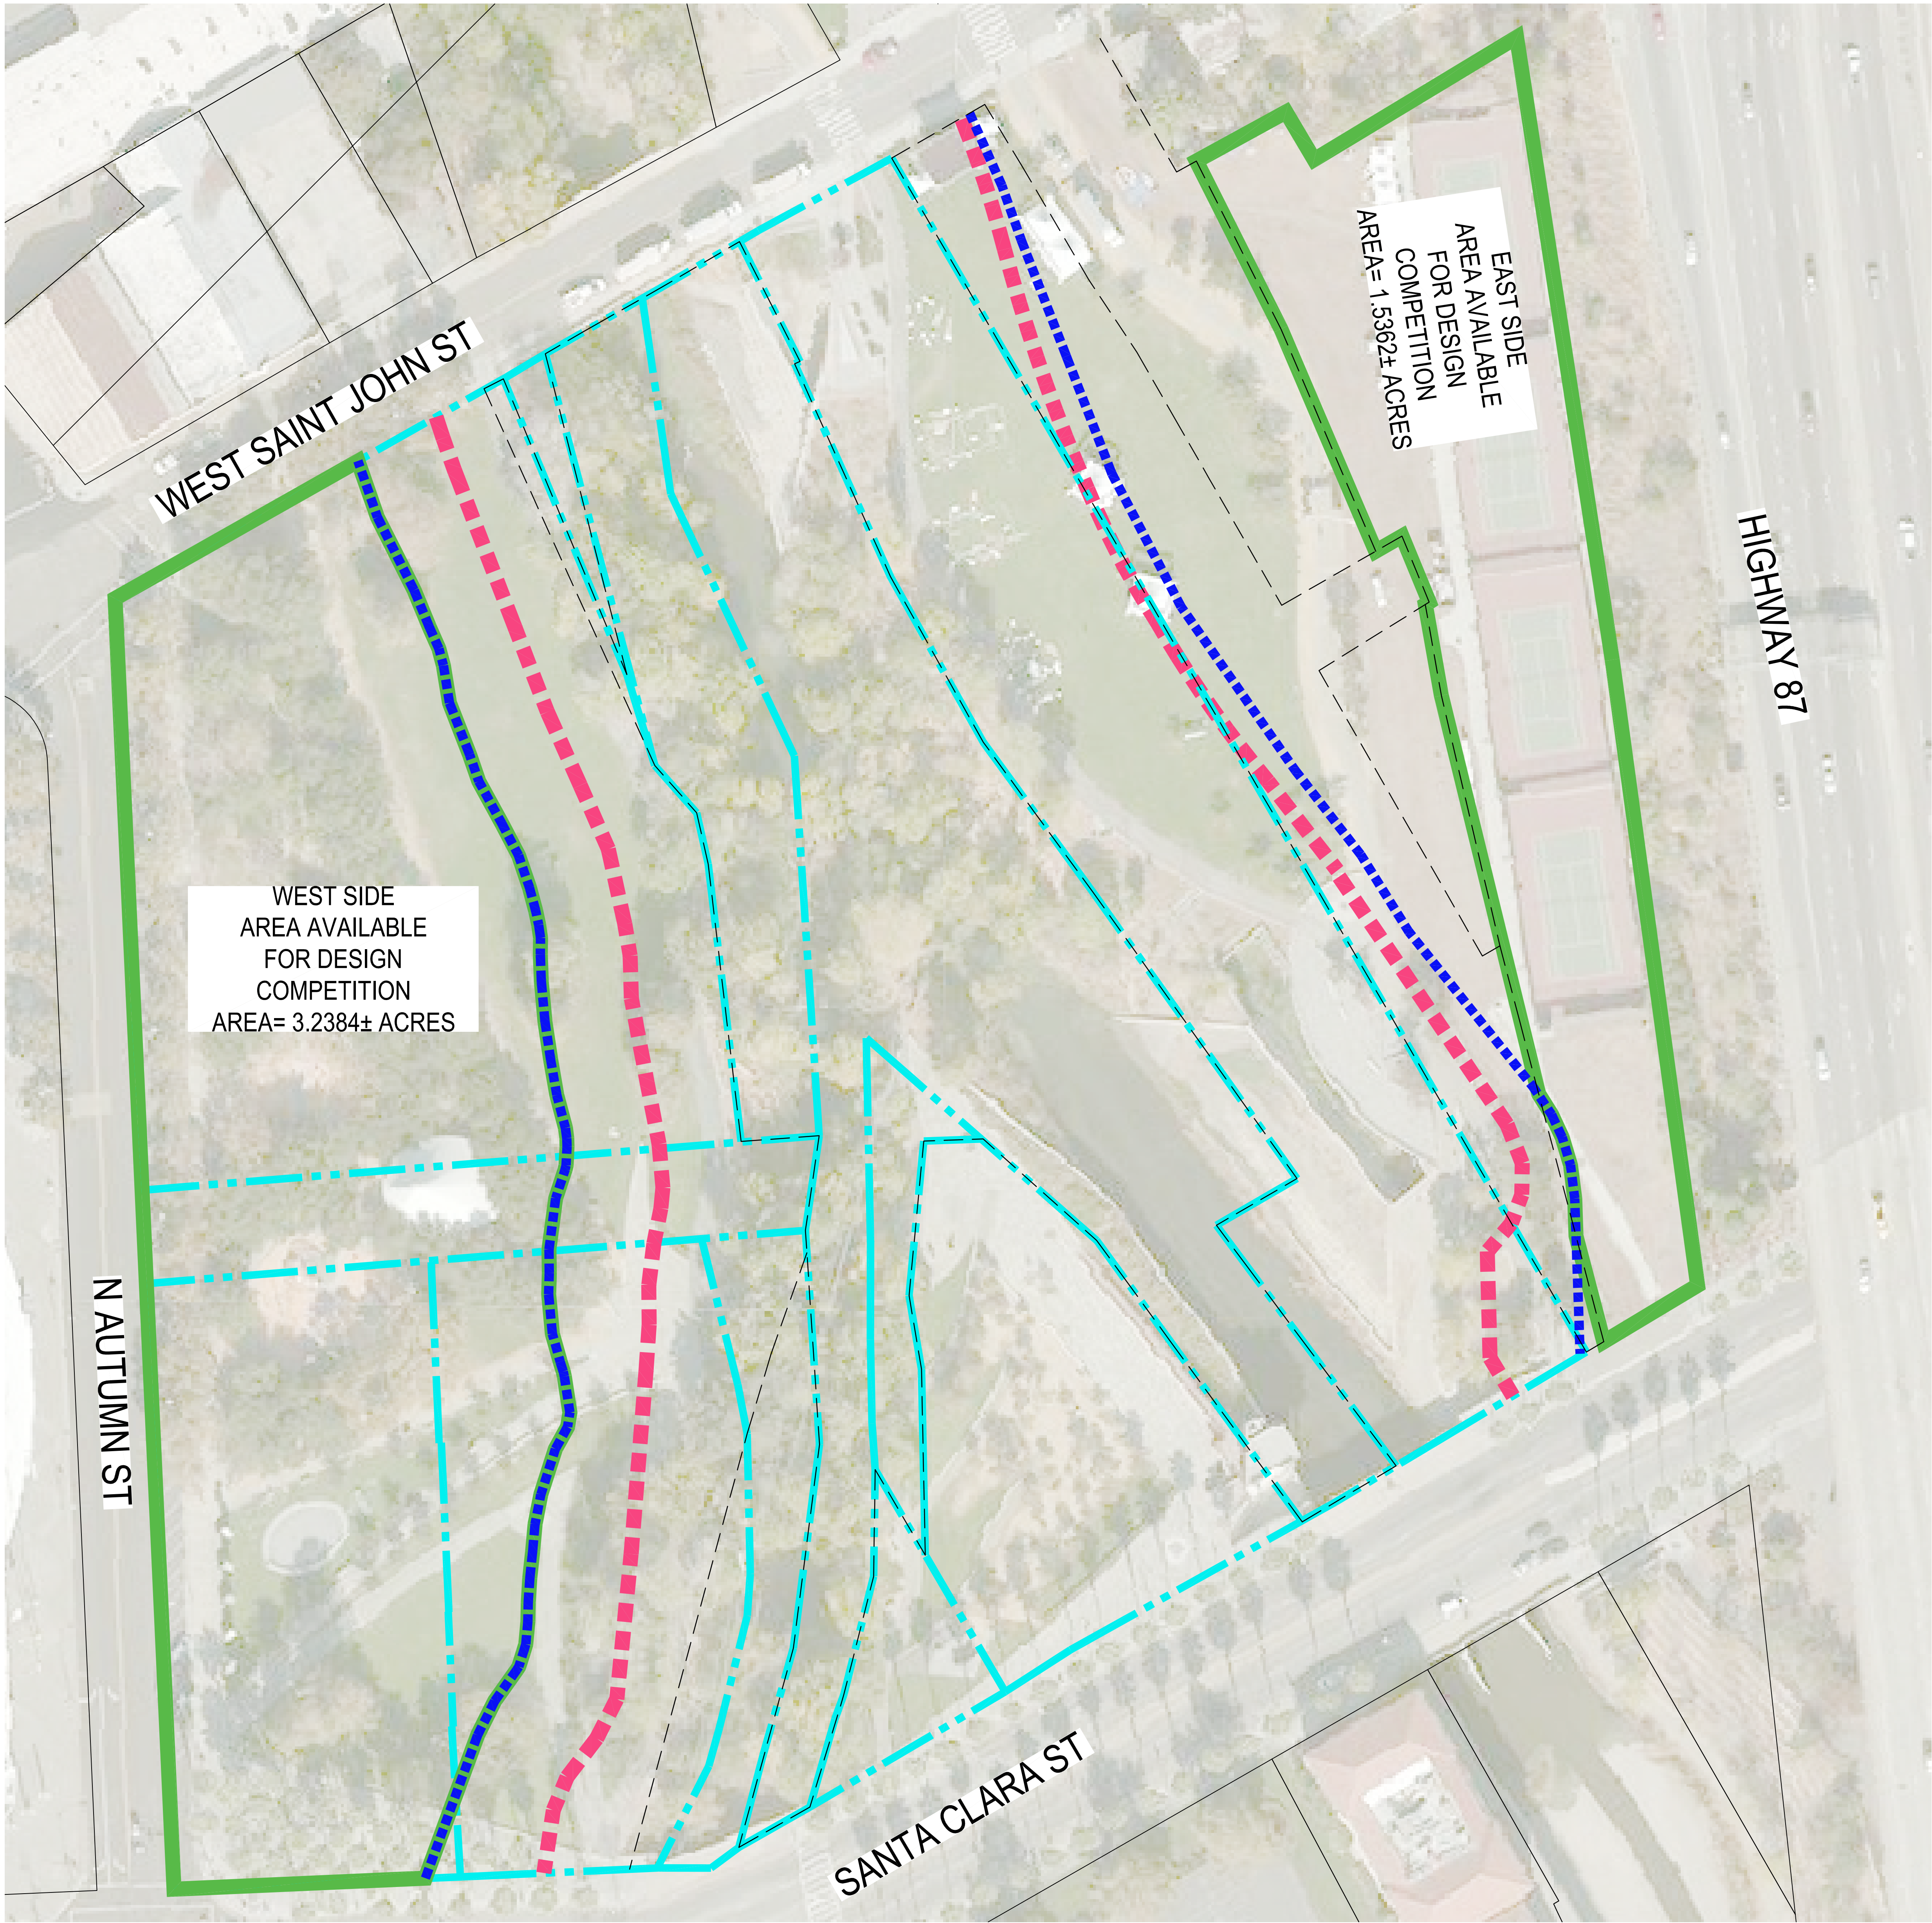 EAST SIDE
AREA AVAILABLE
FOR DESIGN
COMPETITION
AREA= 1.5362± ACRES
WEST SAINT JOHN ST
HIGHWAY 87
WEST SIDE
AREA AVAILABLE
FOR DESIGN
COMPETITION
AREA= 3.2384± ACRES
N AUTUMN ST
SANTA CLARA ST